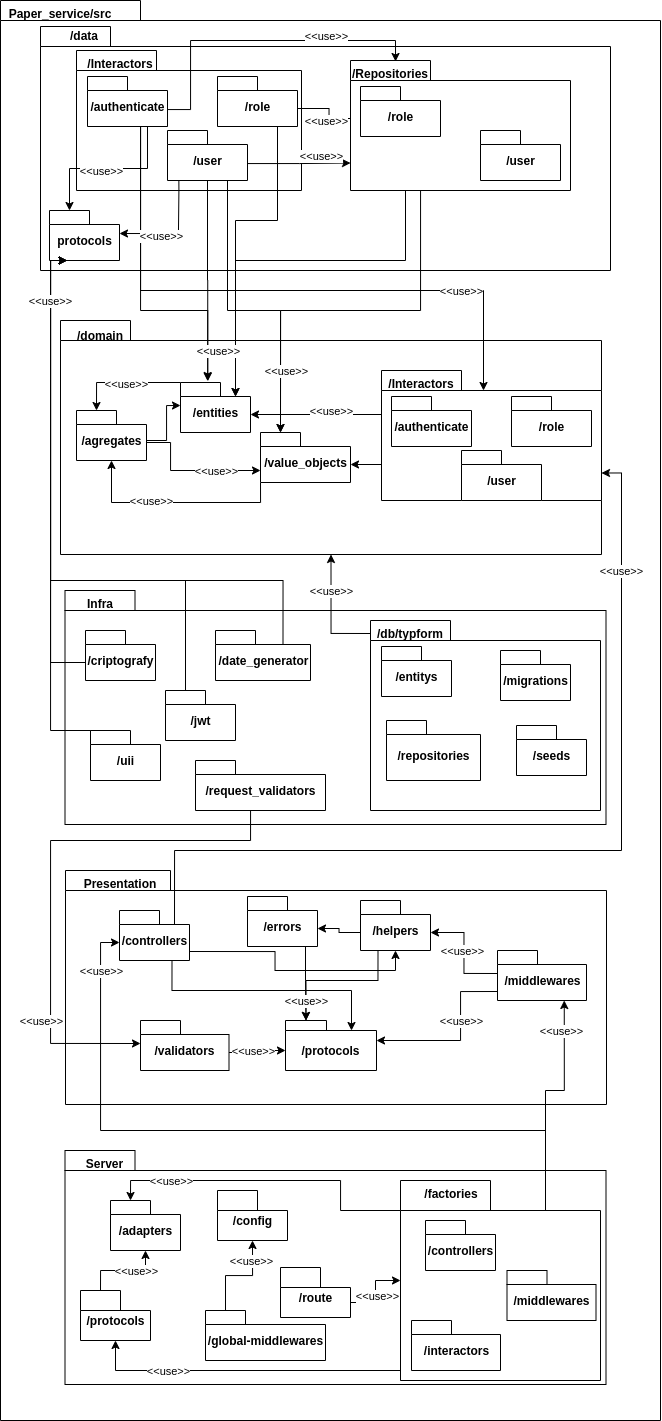 Paper_service/src
/data
<<use>>
/Interactors
/Repositories
/authenticate
/role
/role
<<use>>
/user
<<use>>
/user
<<use>>
protocols
<<use>>
<<use>>
<<use>>
/domain
<<use>>
<<use>>
<<use>>
/Interactors
/entities
<<use>>
/authenticate
/role
/agregates
/value_objects
<<use>>
/user
<<use>>
<<use>>
<<use>>
Infra
/db/typform
/criptografy
/date_generator
/entitys
/migrations
/jwt
/uii
/repositories
/seeds
/request_validators
Presentation
/controllers
/errors
/helpers
<<use>>
<<use>>
/middlewares
<<use>>
<<use>>
<<use>>
<<use>>
/validators
<<use>>
/protocols
Server
<<use>>
/factories
/adapters
/config
/controllers
<<use>>
<<use>>
/protocols
/route
<<use>>
/middlewares
/global-middlewares
/interactors
<<use>>